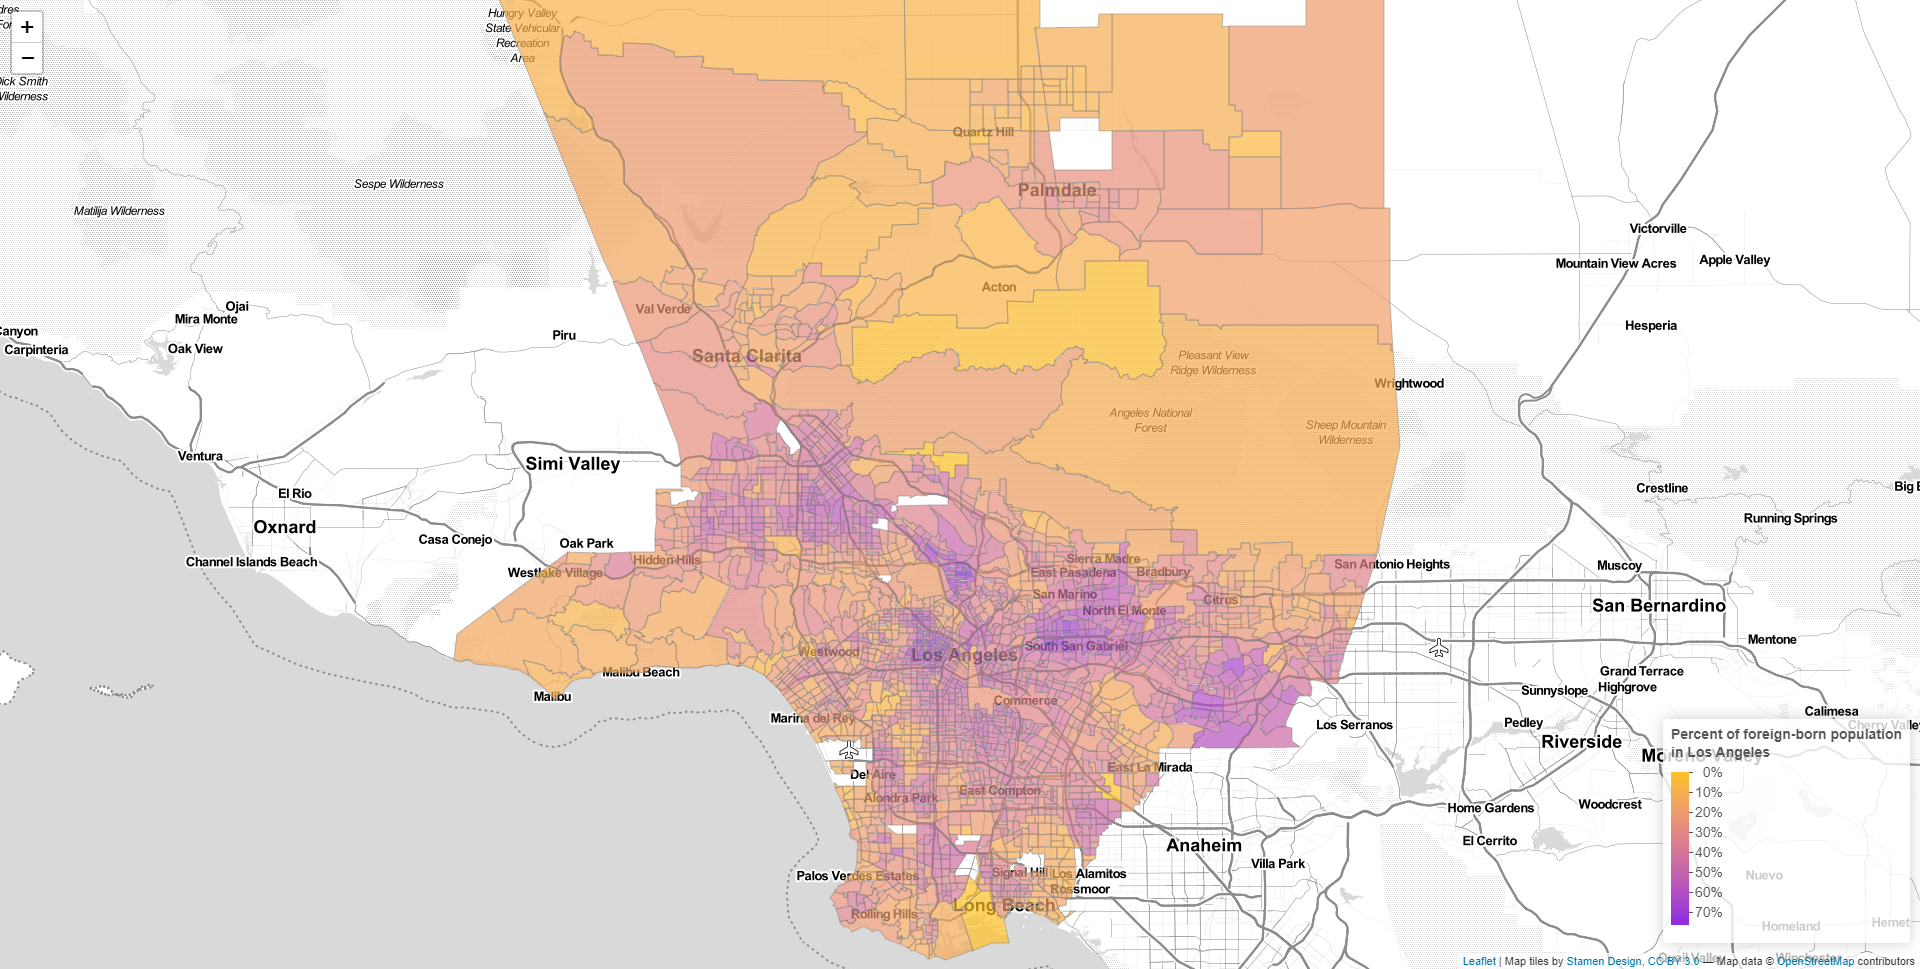 dres
Fo
+
−
Hungry Valley
State Vehicular
Recreation
Area
Dick Smith
Wilderness
Quartz Hill
Sespe Wilderness
Palmdale
Matilija Wilderness
Victorville
Mountain View Acres
Apple Valley
Acton
Ojai
Val Verde
Mira Monte
Hesperia
Canyon
Piru
Carpinteria
Oak View
Santa Clarita
Pleasant View
Ridge Wilderness
Wrightwood
Angeles National
Forest
Sheep Mountain
Wilderness
Ventura
Simi Valley
El Rio
Crestline
Big B
Oxnard
Running Springs
Casa Conejo
Oak Park
Channel Islands Beach
Hidden Hills
Sierra Madre
San Antonio Heights
Muscoy
Westlake Village
East Pasadena
Bradbury
San Marino
Citrus
San Bernardino
North El Monte
Westwood
Los Angeles
South San Gabriel
Mentone
Malibu Beach
Grand Terrace
Highgrove
Malibu
Sunnyslope
Commerce
Marina del Rey
Los Serranos
Pedley
Calimesa
Cherry Valley
Riverside
Moreno Valley
Del Aire
East La Mirada
Alondra Park
East Compton
Home Gardens
Woodcrest
El Cerrito
Anaheim
Villa Park
Palos Verdes Estates
Signal Hill
Los Alamitos
Rossmoor
Rolling Hills
Long Beach
Percent of foreign-born population
in Los Angeles
0%
10%
20%
30%
40%
50%
60%
70%
Nuevo
Homeland
Hemet
Quail Valley
Winchester
Leaflet | Map tiles by Stamen Design, CC BY 3.0 — Map data © OpenStreetMap contributors